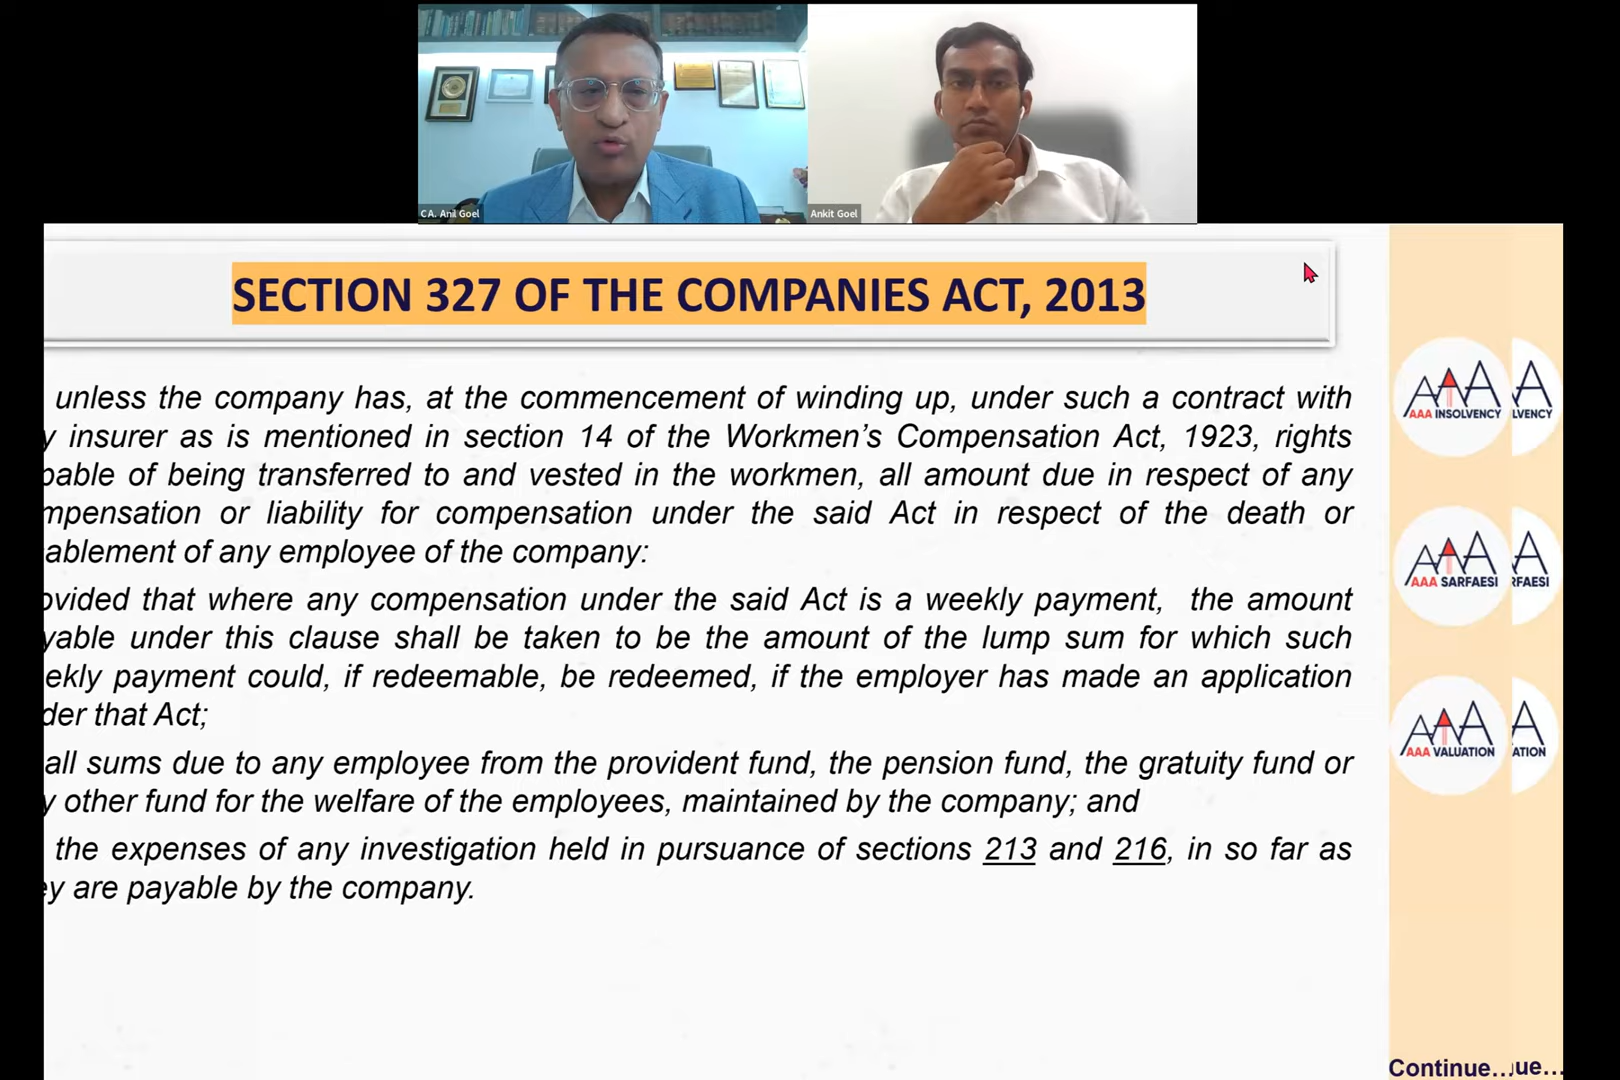 CA. Anil Goel
Ankit Goel
SECTION 327 OF THE COMPANIES ACT, 2013
unless the company has, at the commencement of winding up, under such a contract with
y insurer as is mentioned in section 14 of the Workmen's Compensation Act, 1923, rights
pable of being transferred to and vested in the workmen, all amount due in respect of any
mpensation or liability for compensation under the said Act in respect of the death or
ablement of any employee of the company:
ovided that where any compensation under the said Act is a weekly payment, the amount
yable under this clause shall be taken to be the amount of the lump sum for which such
ekly payment could, if redeemable, be redeemed, if the employer has made an application
der that Act;
all sums due to any employee from the provident fund, the pension fund, the gratuity fund or
y other fund for the welfare of the employees, maintained by the company; and
the expenses of any investigation held in pursuance of sections 213 and 216, in so far as
ey are payable by the company.
AAA INSOLVENCY LVENCY
AAA SARFAESI RFAESI
AAA VALUATION ATION
Continue... ue...